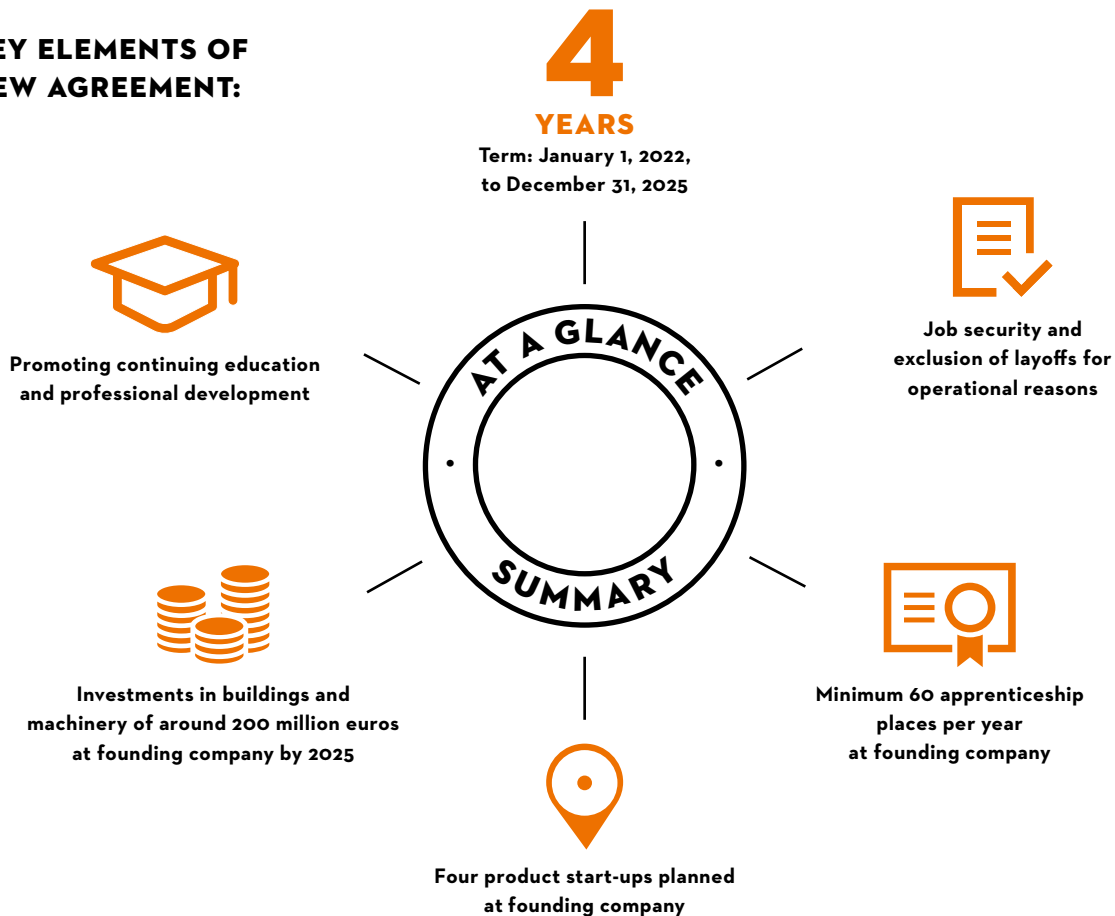 EY ELEMENTS OF
EW AGREEMENT:
4
YEARS
Term: January 1, 2022,
to December 31, 2025
Job security and
exclusion of layoffs for
operational reasons
Promoting continuing education
and professional development
AT A GLANCE
SUMMARY
Minimum 60 apprenticeship
places per year
at founding company
Investments in buildings and
machinery of around 200 million euros
at founding company by 2025
Four product start-ups planned
at founding company